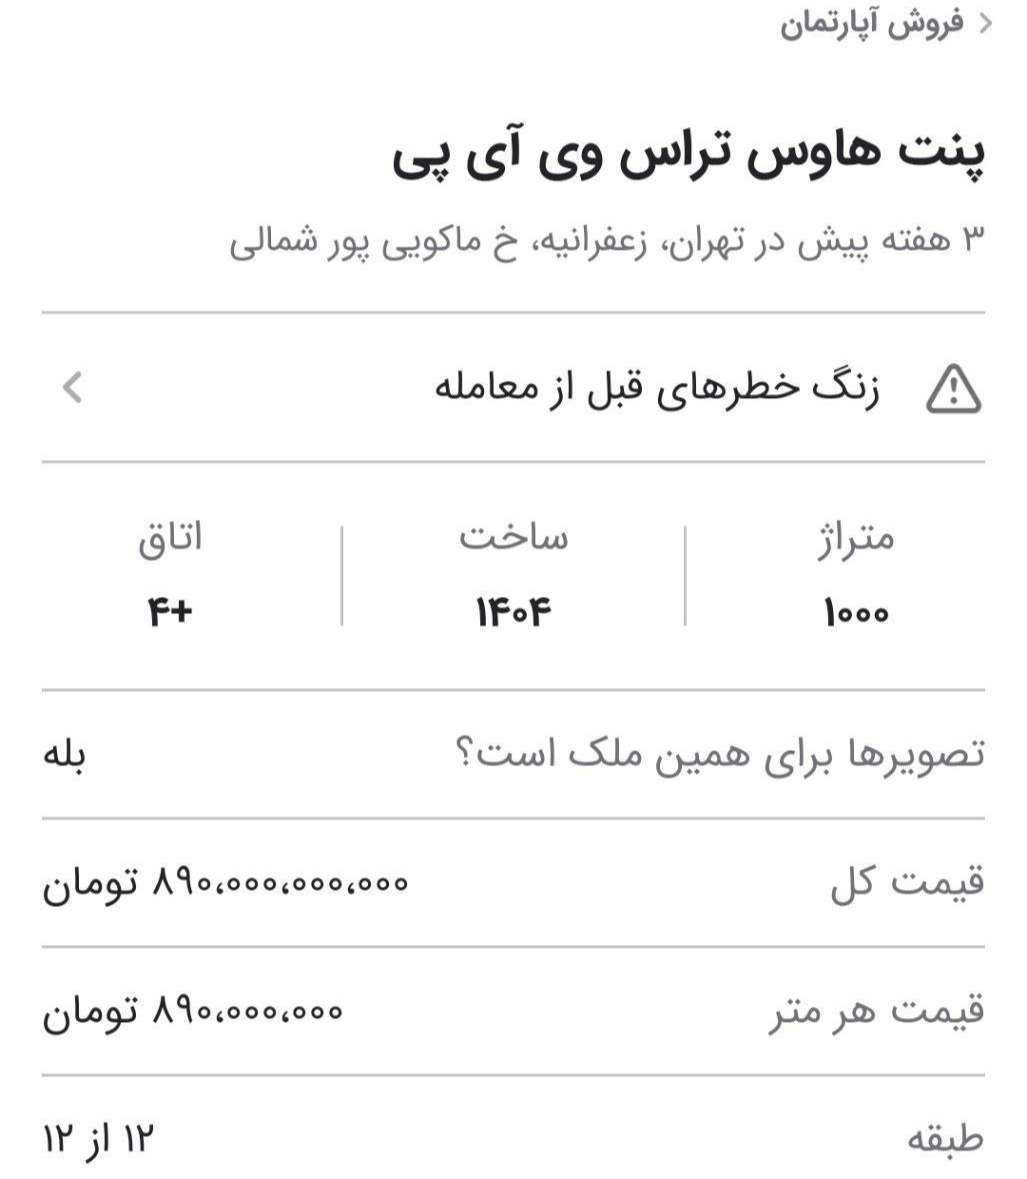 فروش آپارتمان
پنت هاوس تراس وی آی پی
۳ هفته پیش در تهران، زعفرانیه، خ ماکویی پور شمالی
زنگ خطرهای قبل از معامله
متراژ ساخت اتاق
۱۰۰۰ ۱۴۰۴ ۴+
تصویرها برای همین ملک است؟ بله
قیمت کل ۸۹۰،۰۰۰،۰۰۰،۰۰۰ تومان
قیمت هر متر ۸۹۰،۰۰۰،۰۰۰ تومان
طبقه ۱۲ از ۱۲